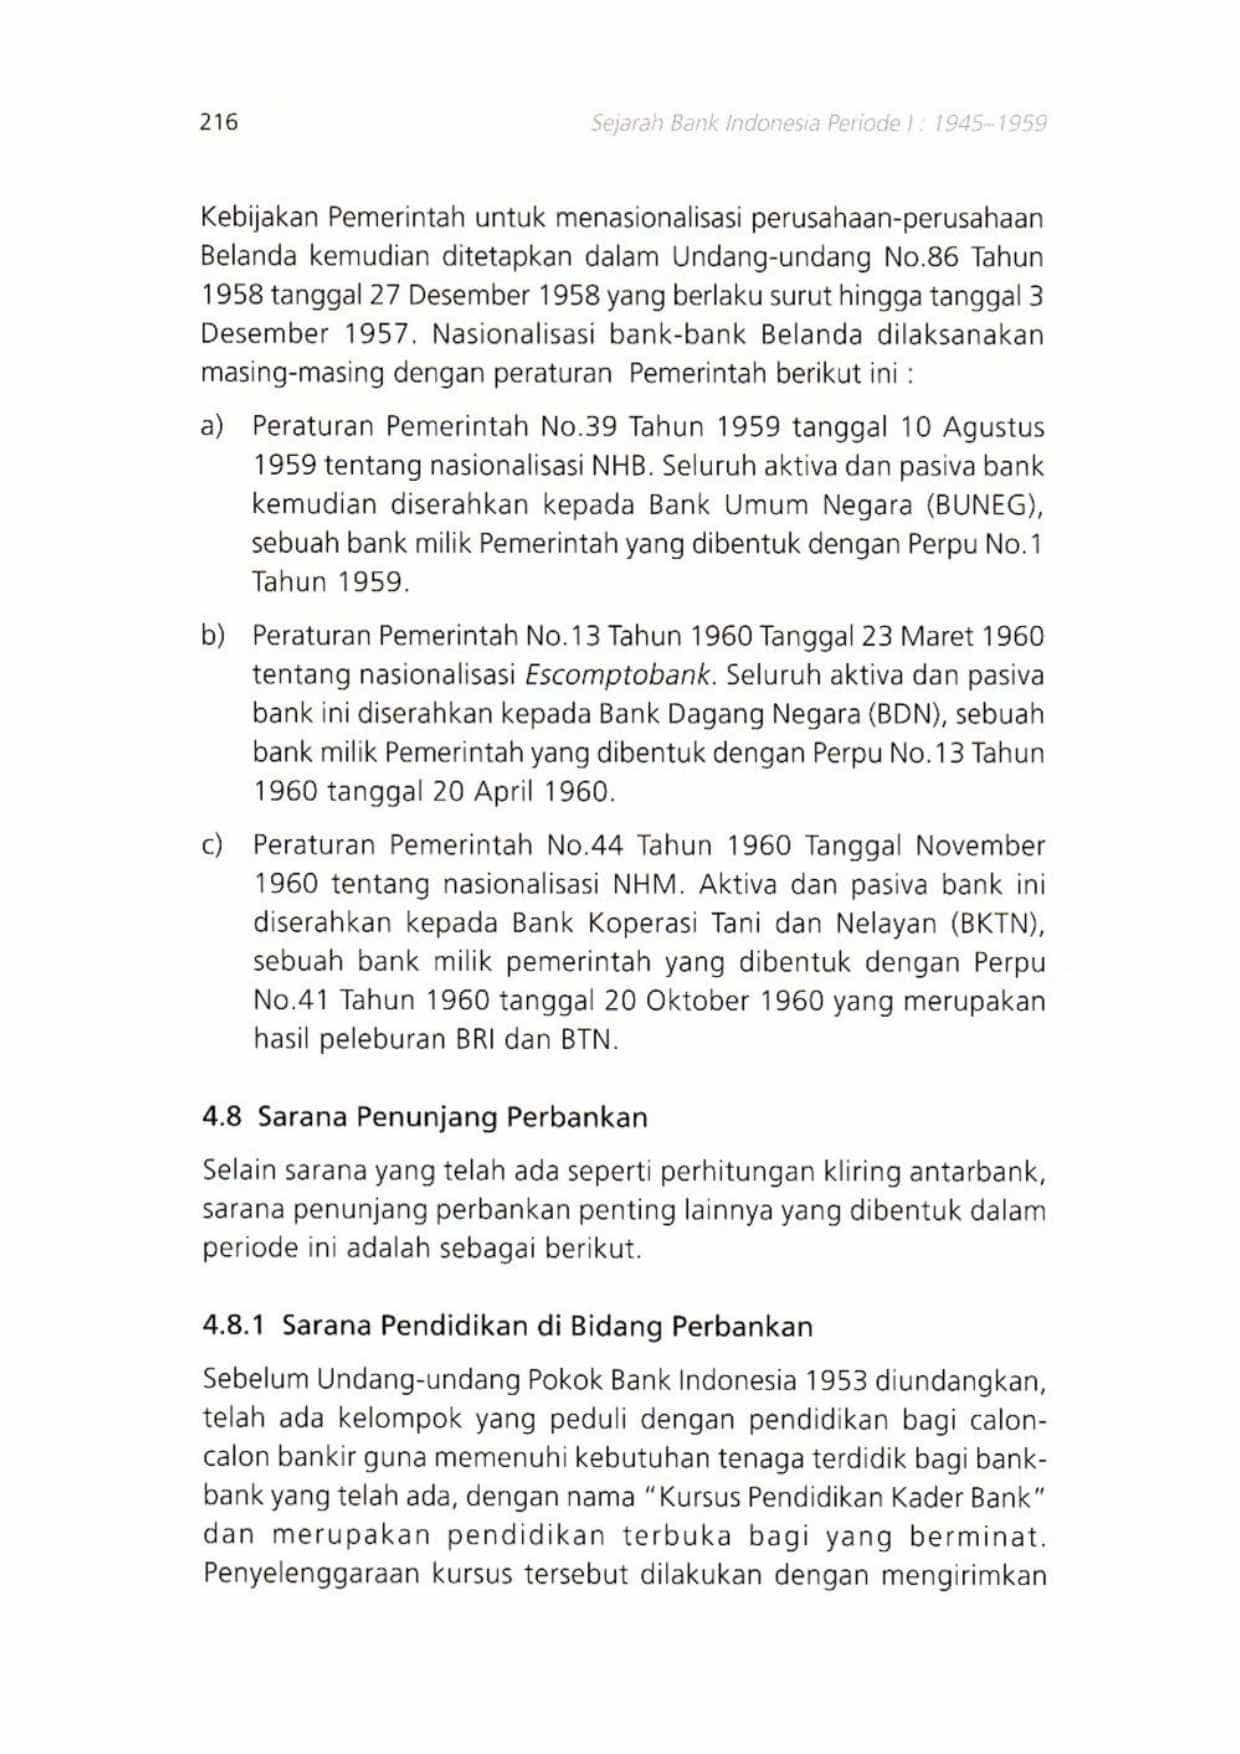 216
Sejarah Bank Indonesia Periode I : 1945–1959
Kebijakan Pemerintah untuk menasionalisasi perusahaan-perusahaan
Belanda kemudian ditetapkan dalam Undang-undang No.86 Tahun
1958 tanggal 27 Desember 1958 yang berlaku surut hingga tanggal 3
Desember 1957. Nasionalisasi bank-bank Belanda dilaksanakan
masing-masing dengan peraturan Pemerintah berikut ini :
a) Peraturan Pemerintah No.39 Tahun 1959 tanggal 10 Agustus
1959 tentang nasionalisasi NHB. Seluruh aktiva dan pasiva bank
kemudian diserahkan kepada Bank Umum Negara (BUNEG),
sebuah bank milik Pemerintah yang dibentuk dengan Perpu No.1
Tahun 1959.
b) Peraturan Pemerintah No.13 Tahun 1960 Tanggal 23 Maret 1960
tentang nasionalisasi Escomptobank. Seluruh aktiva dan pasiva
bank ini diserahkan kepada Bank Dagang Negara (BDN), sebuah
bank milik Pemerintah yang dibentuk dengan Perpu No.13 Tahun
1960 tanggal 20 April 1960.
c) Peraturan Pemerintah No.44 Tahun 1960 Tanggal November
1960 tentang nasionalisasi NHM. Aktiva dan pasiva bank ini
diserahkan kepada Bank Koperasi Tani dan Nelayan (BKTN),
sebuah bank milik pemerintah yang dibentuk dengan Perpu
No.41 Tahun 1960 tanggal 20 Oktober 1960 yang merupakan
hasil peleburan BRI dan BTN.
4.8 Sarana Penunjang Perbankan
Selain sarana yang telah ada seperti perhitungan kliring antarbank,
sarana penunjang perbankan penting lainnya yang dibentuk dalam
periode ini adalah sebagai berikut.
4.8.1 Sarana Pendidikan di Bidang Perbankan
Sebelum Undang-undang Pokok Bank Indonesia 1953 diundangkan,
telah ada kelompok yang peduli dengan pendidikan bagi calon-
calon bankir guna memenuhi kebutuhan tenaga terdidik bagi bank-
bank yang telah ada, dengan nama "Kursus Pendidikan Kader Bank"
dan merupakan pendidikan terbuka bagi yang berminat.
Penyelenggaraan kursus tersebut dilakukan dengan mengirimkan